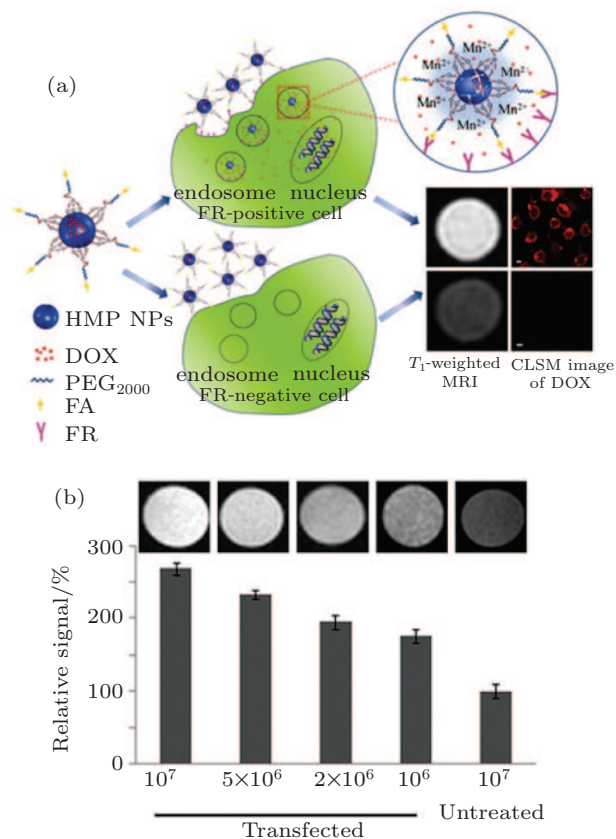 (a)
Mn2+
Mn2+
Mn2+
Mn2+
Mn2+
Mn2+
endosome nucleus
FR-positive cell
HMP NPs
DOX
PEG2000
FA
FR
endosome nucleus
FR-negative cell
T1-weighted
MRI
CLSM image
of DOX
(b)
Relative signal/%
300
200
100
0
10^7 5×10^6 2×10^6 10^6 10^7
Transfected
Untreated